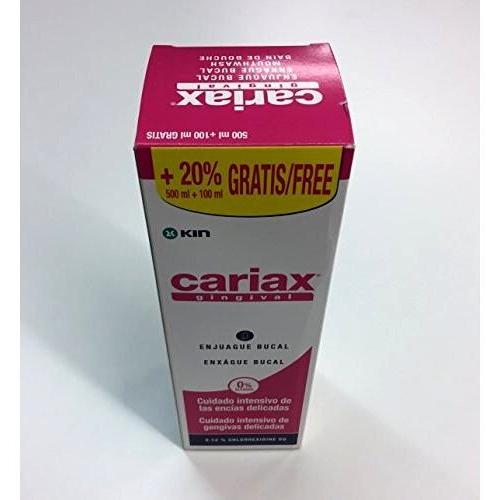 500 ml + 100 ml GRATIS
cariax
gingival
ENJUAGUE BUCAL
ENXÁGUE BUCAL
MOUTHWASH
BAIN DE BOUCHE
+ 20% GRATIS/FREE
500 ml + 100 ml
KIN
cariax
gingival
ENJUAGUE BUCAL
ENXÁGUE BUCAL
0%
Cuidado intensivo de
las encías delicadas
Cuidado intensivo de
gengivas delicadas
0.12 % CHLORHEXIDINE DG